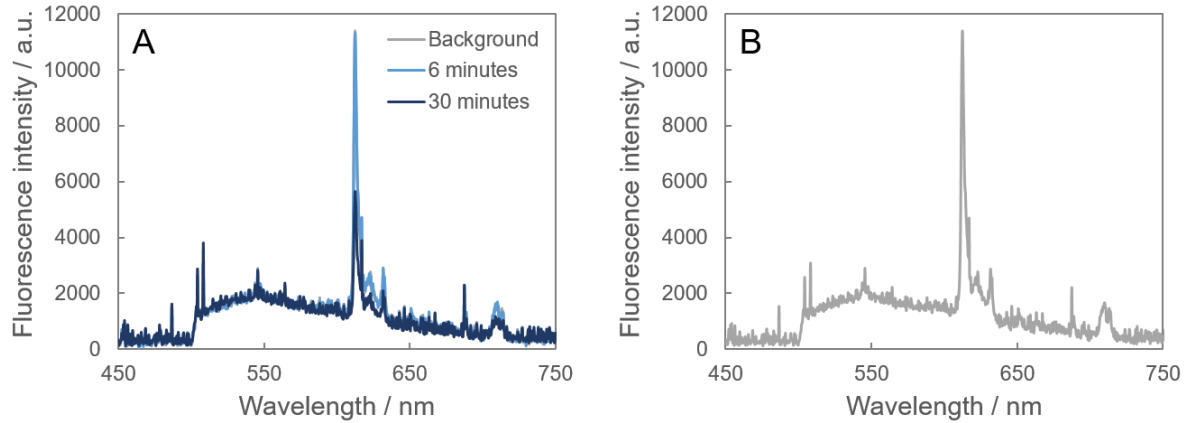 A
Background
6 minutes
30 minutes
Fluorescence intensity / a.u.
12000
10000
8000
6000
4000
2000
0
450
550
650
750
Wavelength / nm
B
Fluorescence intensity / a.u.
12000
10000
8000
6000
4000
2000
0
450
550
650
750
Wavelength / nm